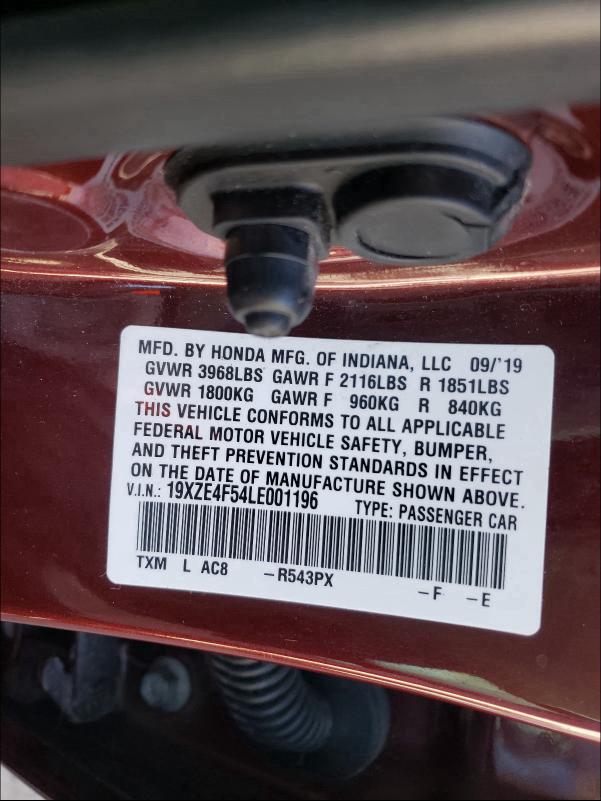 MFD. BY HONDA MFG. OF INDIANA, LLC 09/'19
GVWR 3968LBS GAWR F 2116LBS R 1851LBS
GVWR 1800KG GAWR F 960KG R 840KG
THIS VEHICLE CONFORMS TO ALL APPLICABLE
FEDERAL MOTOR VEHICLE SAFETY, BUMPER,
AND THEFT PREVENTION STANDARDS IN EFFECT
ON THE DATE OF MANUFACTURE SHOWN ABOVE.
V.I.N.: 19XZE4F54LE001196 TYPE: PASSENGER CAR
TXM L AC8 –R543PX –F –E